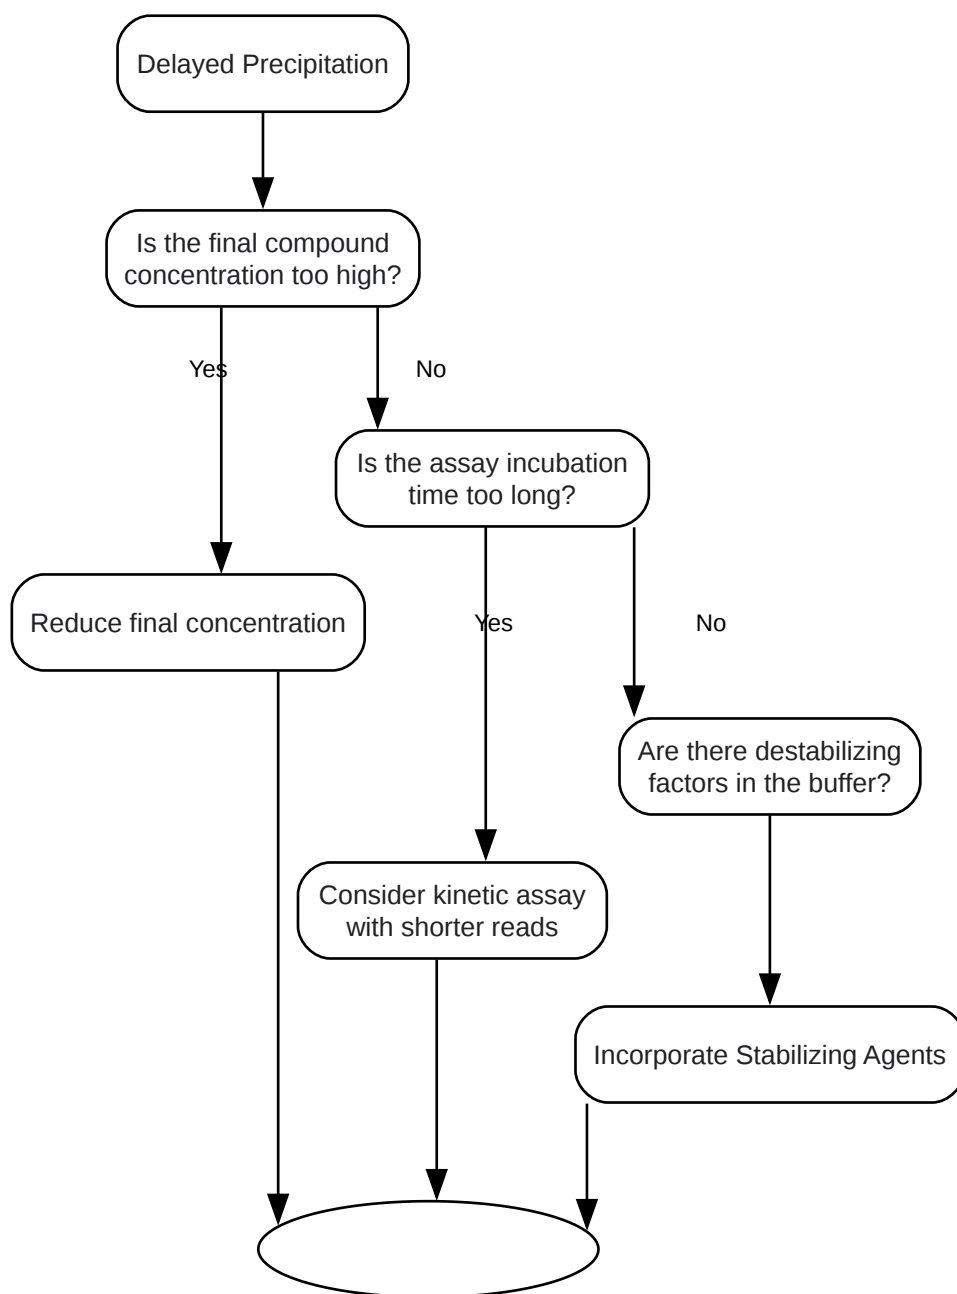 Delayed Precipitation
Is the final compound
concentration too high?
Yes
No
Is the assay incubation
time too long?
Reduce final concentration
Yes
No
Are there destabilizing
factors in the buffer?
Consider kinetic assay
with shorter reads
Incorporate Stabilizing Agents